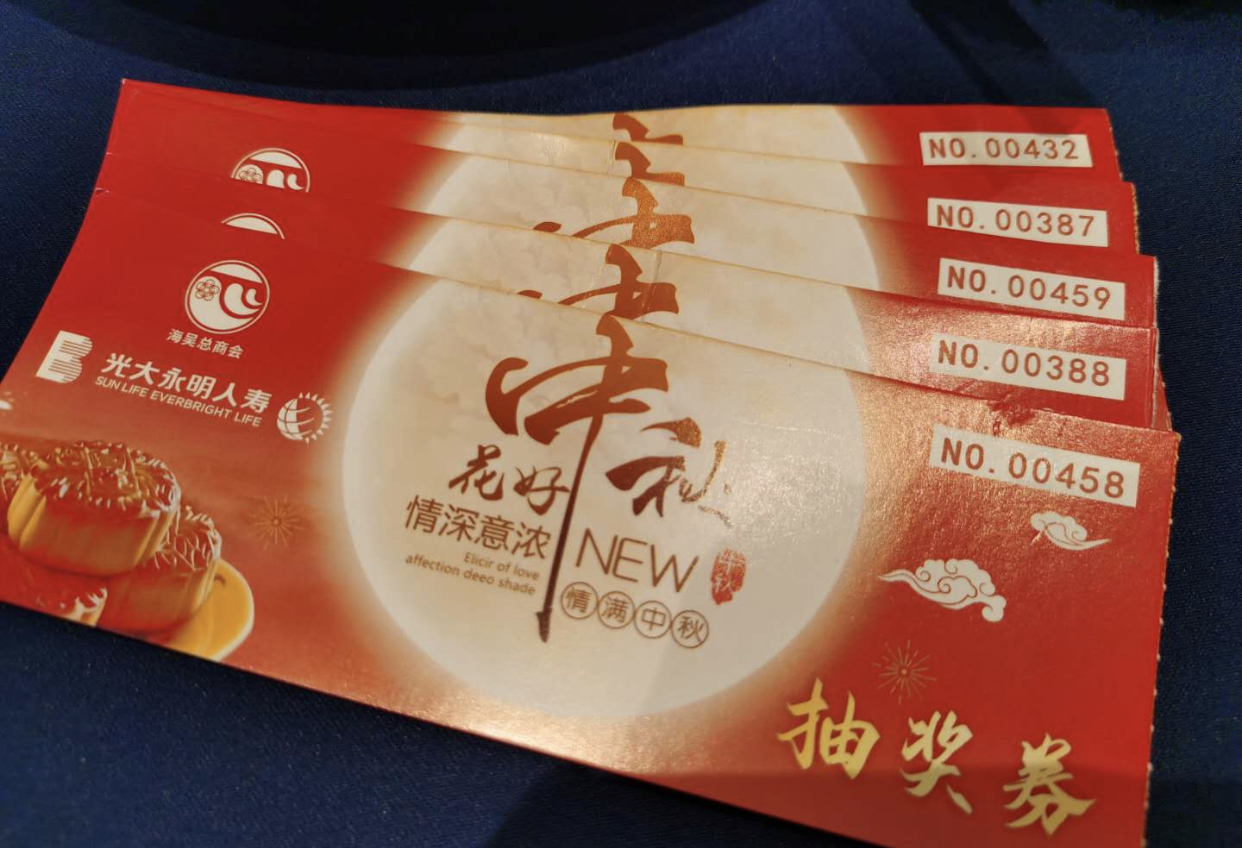 NO.00432
NO.00387
NO.00459
NO.00388
NO.00458
海吴总商会
光大永明人寿
SUN LIFE EVERBRIGHT LIFE
中秋
花好
情深意浓
Elicir of love
affection deeo shade
NEW
情满中秋
抽奖券